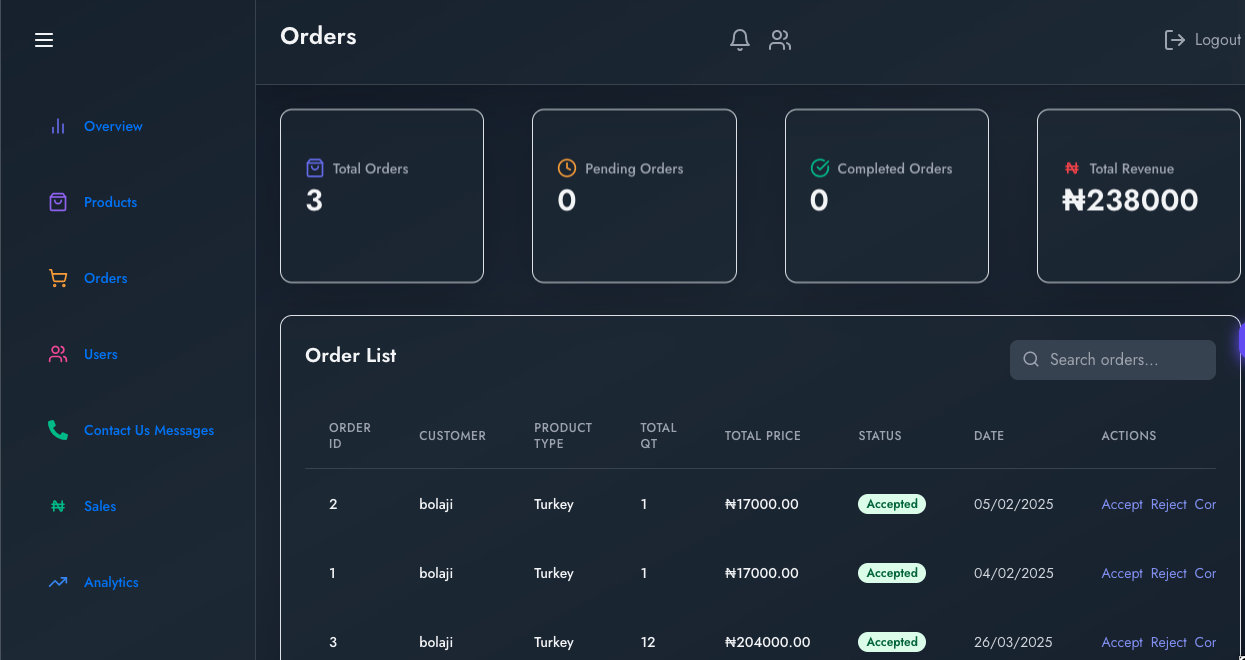 Orders
Logout
Overview
Products
Orders
Users
Contact Us Messages
Sales
Analytics
Total Orders
3
Pending Orders
0
Completed Orders
0
₦ Total Revenue
₦238000
Order List
Search orders...
ORDER ID CUSTOMER PRODUCT TYPE TOTAL QT TOTAL PRICE STATUS DATE ACTIONS
2 bolaji Turkey 1 ₦17000.00 Accepted 05/02/2025 Accept Reject Cor
1 bolaji Turkey 1 ₦17000.00 Accepted 04/02/2025 Accept Reject Cor
3 bolaji Turkey 12 ₦204000.00 Accepted 26/03/2025 Accept Reject Cor